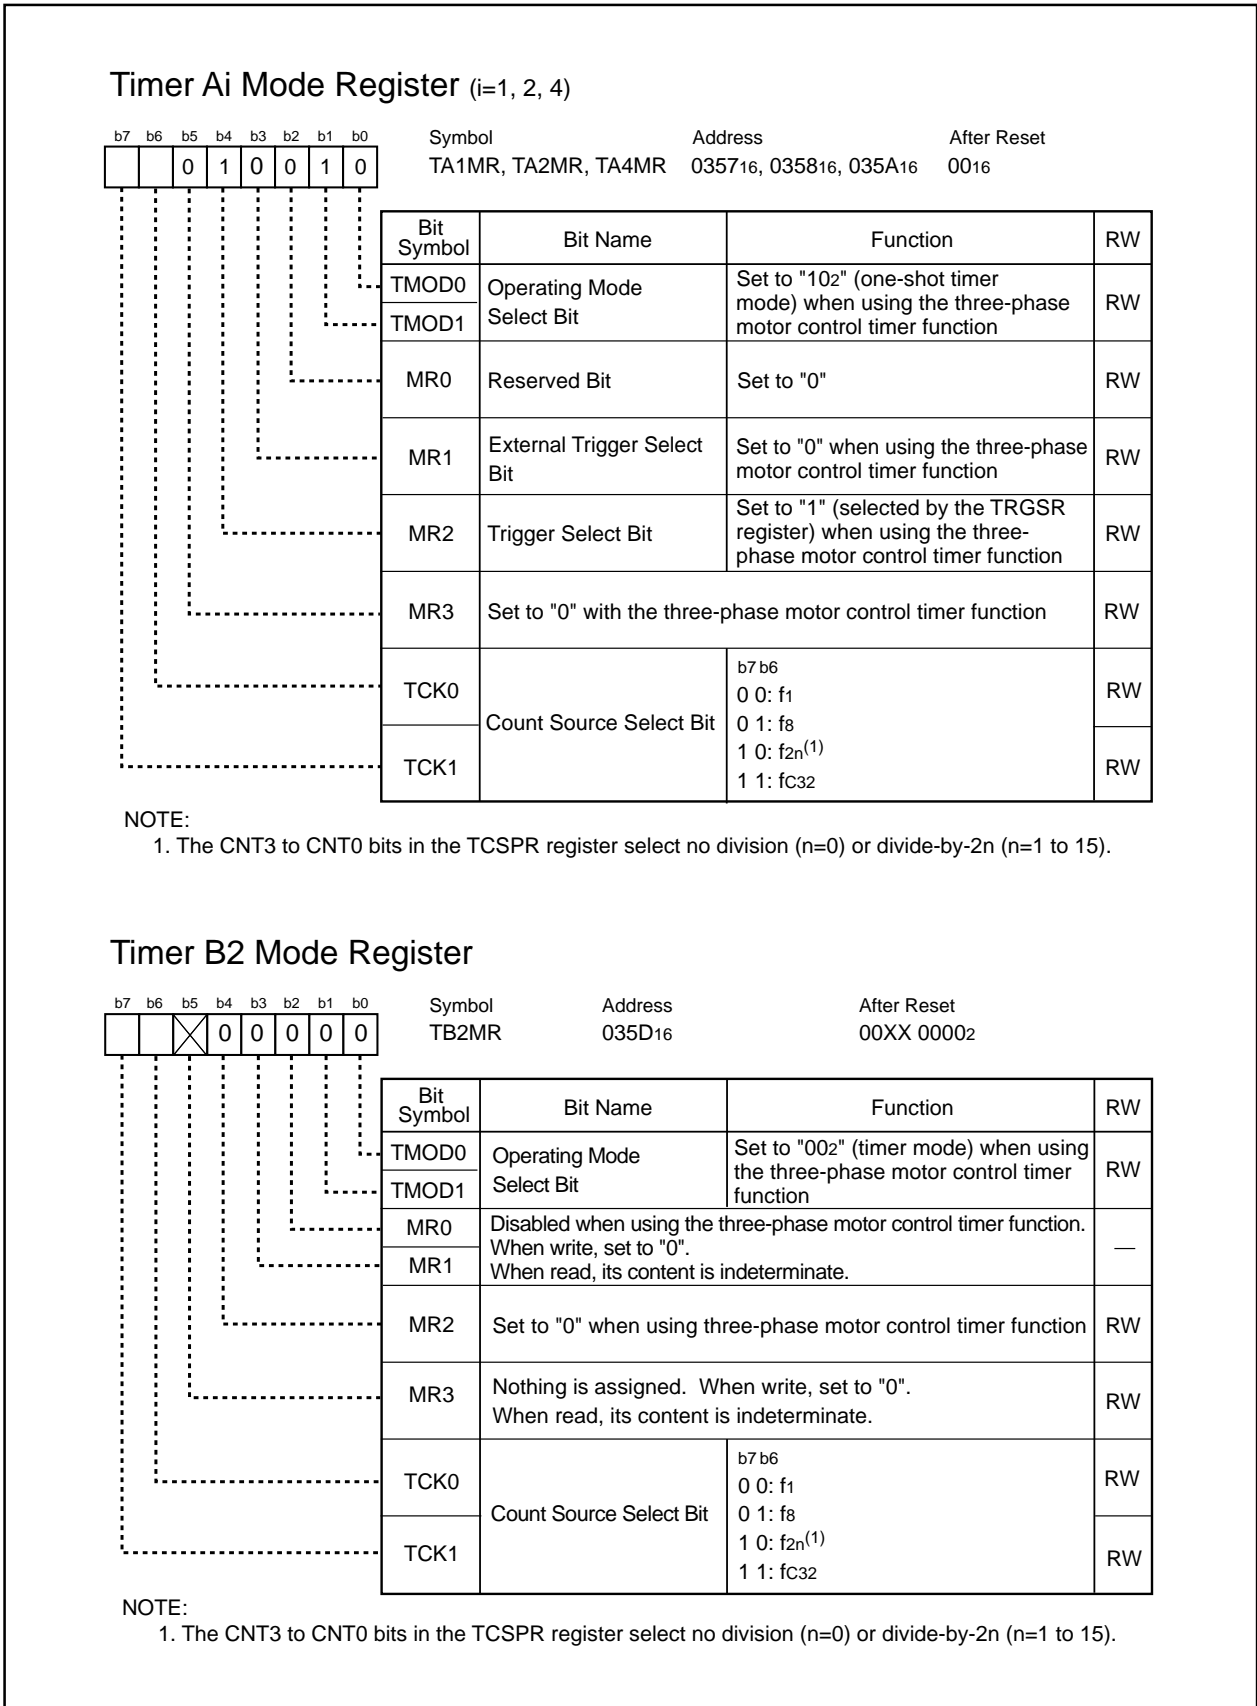 Timer Ai Mode Register (i=1, 2, 4)
b7 b6 b5 b4 b3 b2 b1 b0
0 1 0 0 1 0
Symbol Address After Reset
TA1MR, TA2MR, TA4MR 035716, 035816, 035A16 0016
Bit Symbol Bit Name Function RW
TMOD0
TMOD1
Operating Mode
Select Bit
Set to "102" (one-shot timer
mode) when using the three-phase
motor control timer function
RW
MR0 Reserved Bit Set to "0" RW
MR1
External Trigger Select
Bit
Set to "0" when using the three-phase
motor control timer function
RW
MR2 Trigger Select Bit
Set to "1" (selected by the TRGSR
register) when using the three-
phase motor control timer function
RW
MR3 Set to "0" with the three-phase motor control timer function RW
TCK0
TCK1
Count Source Select Bit
b7 b6
0 0: f1
0 1: f8
1 0: f2n(1)
1 1: fC32
RW
RW
NOTE:
1. The CNT3 to CNT0 bits in the TCSPR register select no division (n=0) or divide-by-2n (n=1 to 15).
Timer B2 Mode Register
b7 b6 b5 b4 b3 b2 b1 b0
0 0 0 0 0
Symbol Address After Reset
TB2MR 035D16 00XX 00002
Bit Symbol Bit Name Function RW
TMOD0
TMOD1
Operating Mode
Select Bit
Set to "002" (timer mode) when using
the three-phase motor control timer
function
RW
MR0
MR1
Disabled when using the three-phase motor control timer function.
When write, set to "0".
When read, its content is indeterminate.
—
MR2 Set to "0" when using three-phase motor control timer function RW
MR3
Nothing is assigned. When write, set to "0".
When read, its content is indeterminate.
RW
TCK0
TCK1
Count Source Select Bit
b7 b6
0 0: f1
0 1: f8
1 0: f2n(1)
1 1: fC32
RW
RW
NOTE:
1. The CNT3 to CNT0 bits in the TCSPR register select no division (n=0) or divide-by-2n (n=1 to 15).